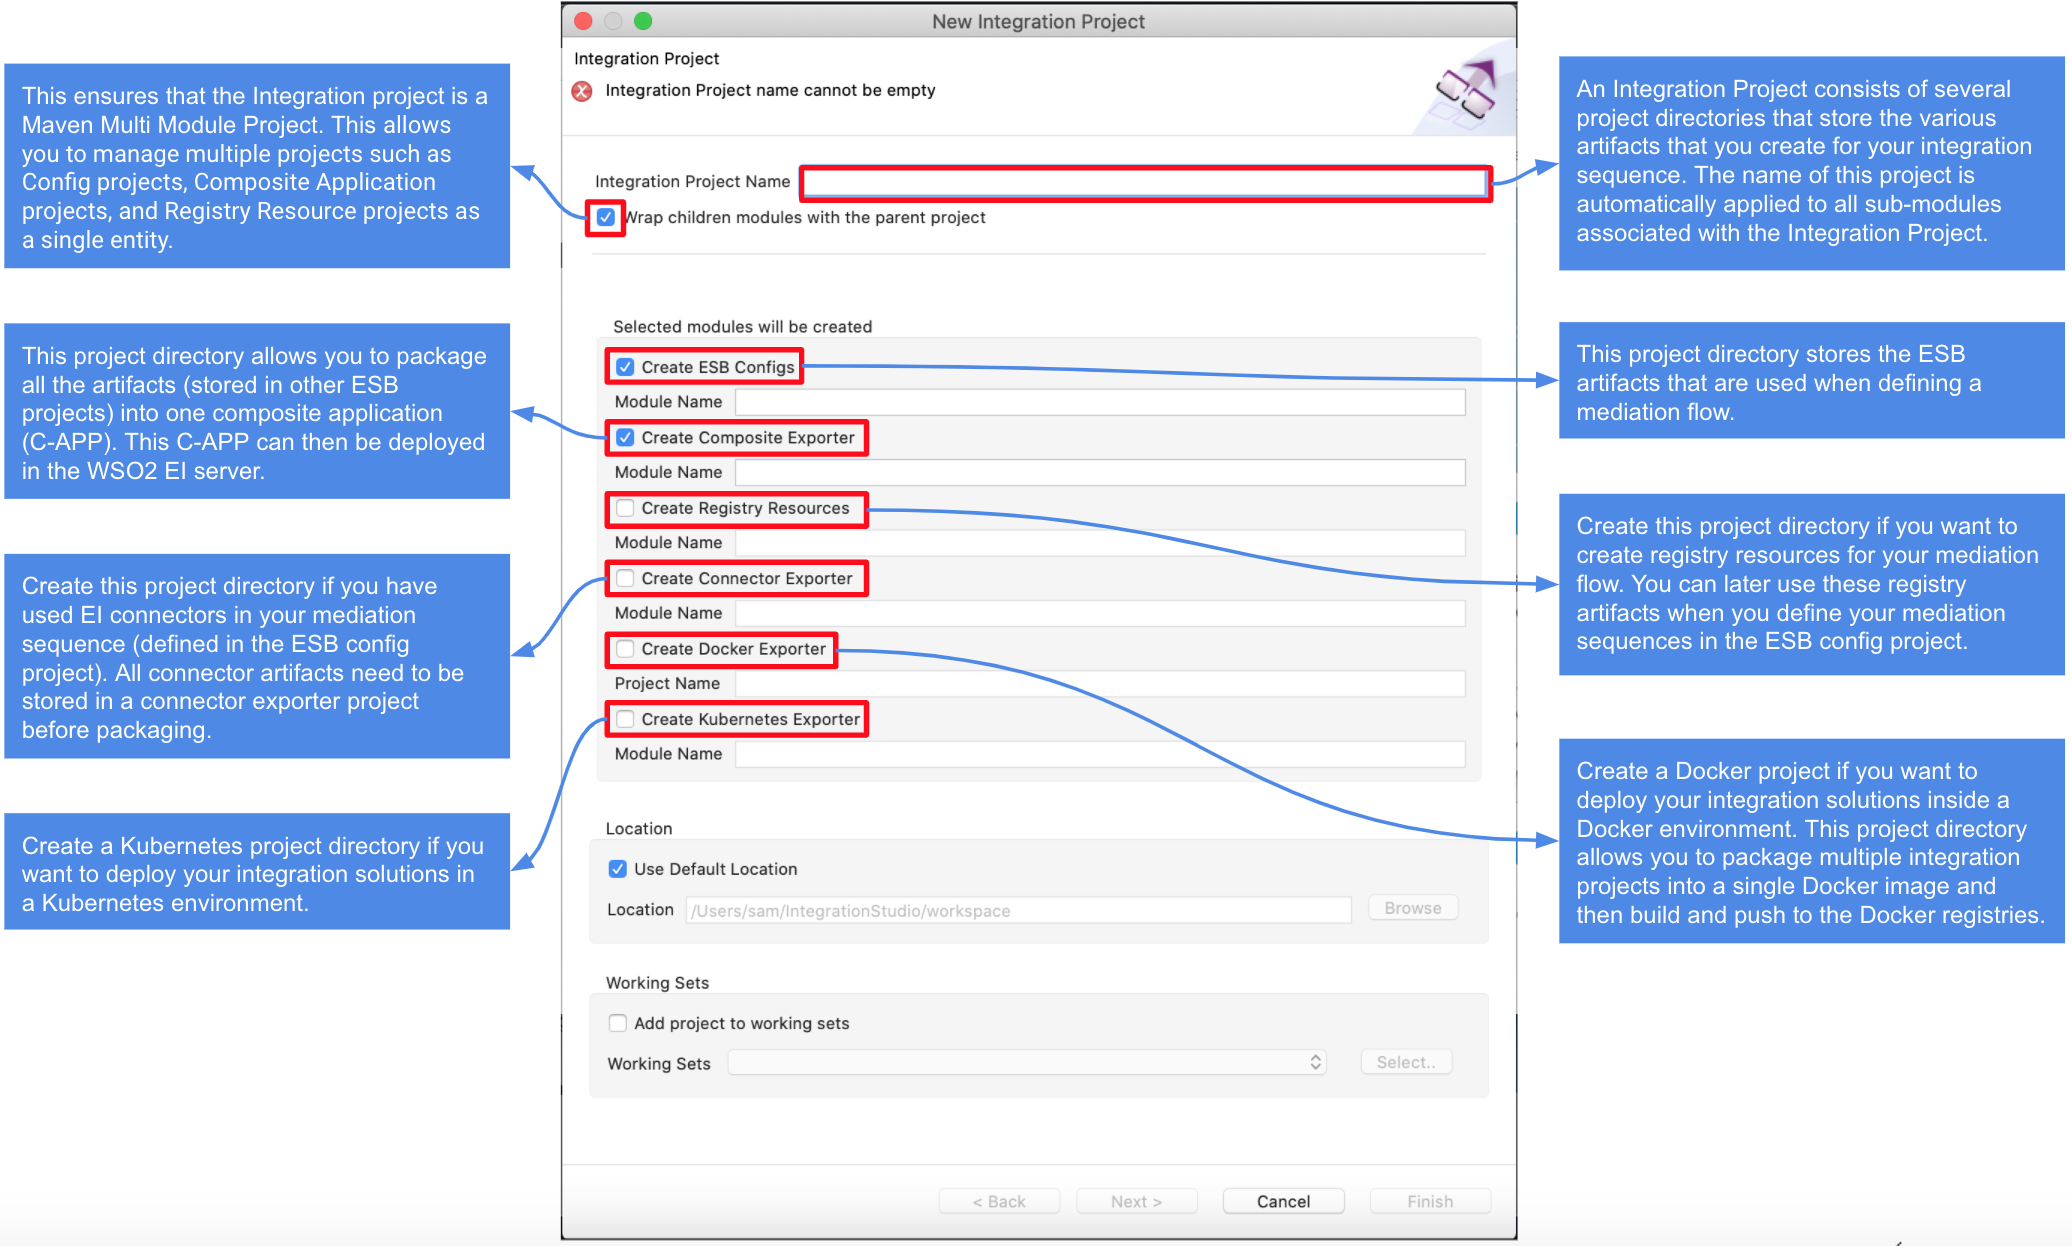 New Integration Project
Integration Project
Integration Project name cannot be empty
Integration Project Name
Wrap children modules with the parent project
Selected modules will be created
Create ESB Configs
Module Name
Create Composite Exporter
Module Name
Create Registry Resources
Module Name
Create Connector Exporter
Module Name
Create Docker Exporter
Project Name
Create Kubernetes Exporter
Module Name
Location
Use Default Location
Location /Users/sam/IntegrationStudio/workspace Browse
Working Sets
Add project to working sets
Working Sets Select..
< Back Next > Cancel Finish
This ensures that the Integration project is a
Maven Multi Module Project. This allows
you to manage multiple projects such as
Config projects, Composite Application
projects, and Registry Resource projects as
a single entity.
This project directory allows you to package
all the artifacts (stored in other ESB
projects) into one composite application
(C-APP). This C-APP can then be deployed
in the WSO2 EI server.
Create this project directory if you have
used EI connectors in your mediation
sequence (defined in the ESB config
project). All connector artifacts need to be
stored in a connector exporter project
before packaging.
Create a Kubernetes project directory if you
want to deploy your integration solutions in
a Kubernetes environment.
An Integration Project consists of several
project directories that store the various
artifacts that you create for your integration
sequence. The name of this project is
automatically applied to all sub-modules
associated with the Integration Project.
This project directory stores the ESB
artifacts that are used when defining a
mediation flow.
Create this project directory if you want to
create registry resources for your mediation
flow. You can later use these registry
artifacts when you define your mediation
sequences in the ESB config project.
Create a Docker project if you want to
deploy your integration solutions inside a
Docker environment. This project directory
allows you to package multiple integration
projects into a single Docker image and
then build and push to the Docker registries.